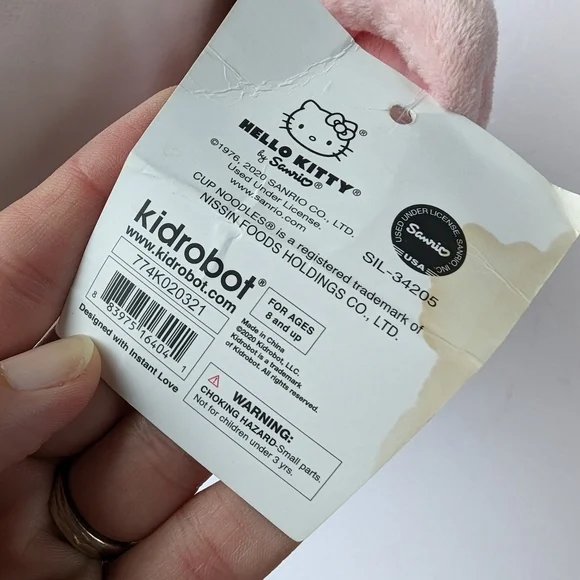 HELLO KITTY®
by Sanrio®
©1976, 2020 SANRIO CO., LTD.
Used Under License.
www.sanrio.com
CUP NOODLES® is a registered trademark of
NISSIN FOODS HOLDINGS CO., LTD.
USED UNDER LICENSE. SANRIO, INC.
Sanrio
USA
SIL-34205
kidrobot®
www.kidrobot.com
774K020321
8 83975 16404 1
Designed with Instant Love
FOR AGES
8 and up
Made in China
©2020 Kidrobot, LLC.
Kidrobot is a trademark
of Kidrobot. All rights reserved.
WARNING:
CHOKING HAZARD-Small parts.
Not for children under 3 yrs.